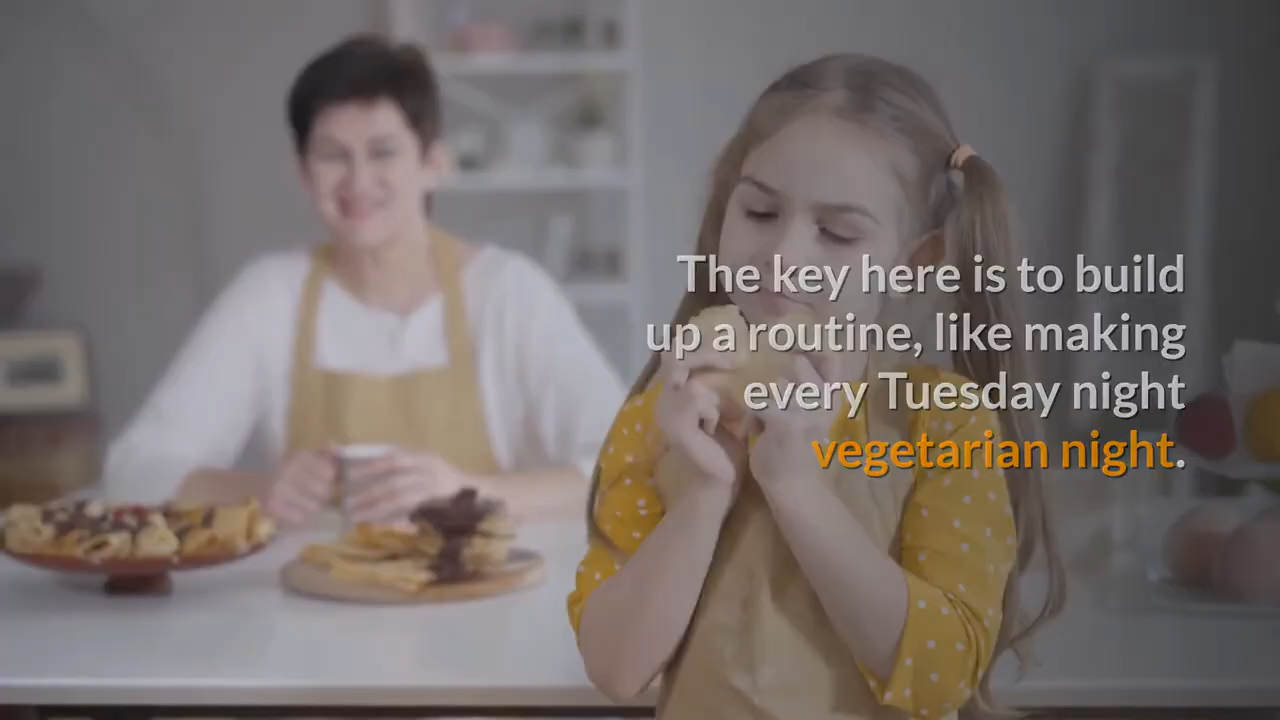 The key here is to build
up a routine, like making
every Tuesday night
vegetarian night.